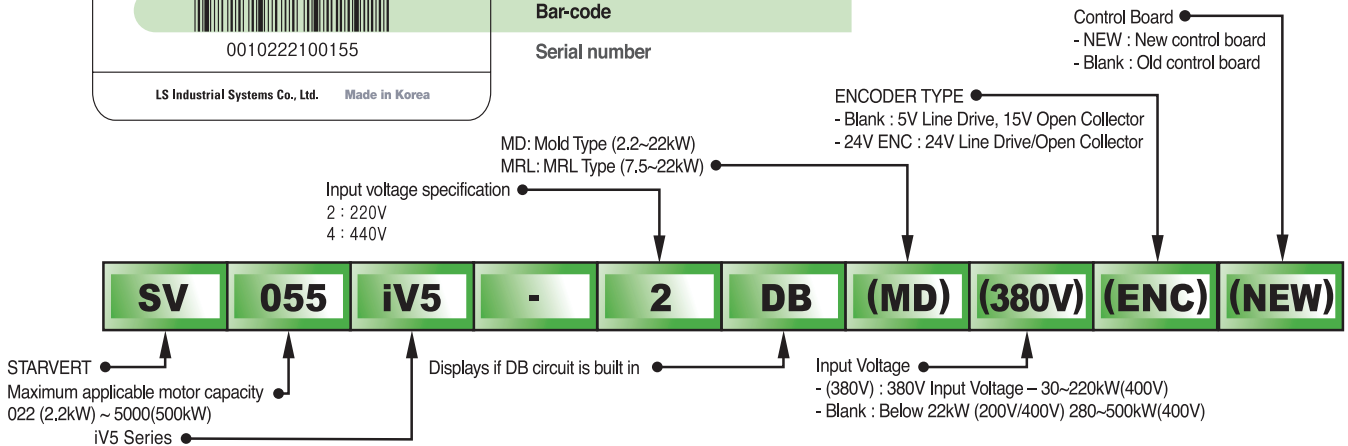 Bar-code
0010222100155
Serial number
LS Industrial Systems Co., Ltd. Made in Korea
Control Board
- NEW : New control board
- Blank : Old control board
ENCODER TYPE
- Blank : 5V Line Drive, 15V Open Collector
- 24V ENC : 24V Line Drive/Open Collector
MD: Mold Type (2.2~22kW)
MRL: MRL Type (7.5~22kW)
Input voltage specification
2 : 220V
4 : 440V
SV 055 iV5 - 2 DB (MD) (380V) (ENC) (NEW)
STARVERT
Maximum applicable motor capacity
022 (2.2kW) ~ 5000(500kW)
iV5 Series
Displays if DB circuit is built in
Input Voltage
- (380V) : 380V Input Voltage – 30~220kW(400V)
- Blank : Below 22kW (200V/400V) 280~500kW(400V)